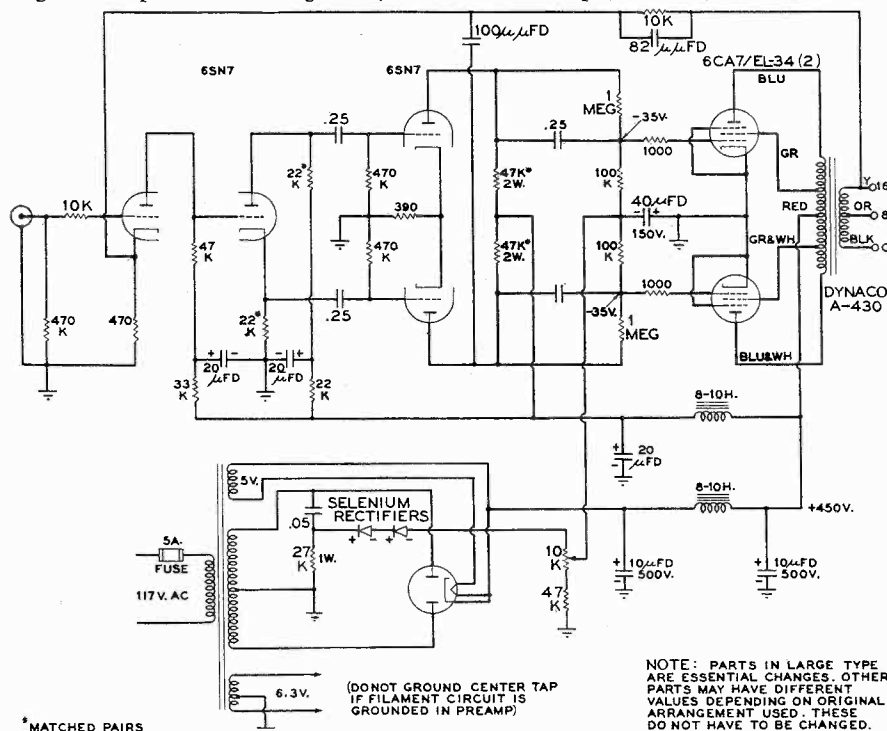 10K
82 μμFD
100μμFD
6CA7/EL-34 (2)
BLU
6SN7
6SN7
1
MEG
-35V.
.25
.25
1000
GR
22*
K
470
K
47K*
2W.
100
K
Y
16
10K
390
40μFD
RED
OR
8
47
K
150V.
GR&WH
BLK
0
470
K
47K*
2W.
100
K
1000
DYNACO
A-430
.25
-35V.
22*
K
1
MEG
BLU&WH
470
K
470
20
μFD
20
μFD
33
K
22
K
8-10H.
20
μFD
5V.
8-10H.
+450V.
SELENIUM
RECTIFIERS
.05
5A.
FUSE
27
K
1W.
10
K
10μFD
500V.
10μFD
500V.
117V. AC
47
K
6.3V.
(DO NOT GROUND CENTER TAP
IF FILAMENT CIRCUIT IS
GROUNDED IN PREAMP)
NOTE: PARTS IN LARGE TYPE
ARE ESSENTIAL CHANGES. OTHER
PARTS MAY HAVE DIFFERENT
VALUES DEPENDING ON ORIGINAL
ARRANGEMENT USED. THESE
DO NOT HAVE TO BE CHANGED.
*MATCHED PAIRS